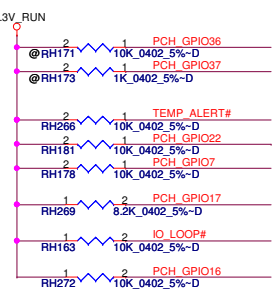 .3V_RUN
2 1 PCH_GPIO36
@RH171 10K_0402_5%~D
2 1 PCH_GPIO37
@RH173 1K_0402_5%~D
2 1 TEMP_ALERT#
RH266 10K_0402_5%~D
2 1 PCH_GPIO22
RH181 10K_0402_5%~D
2 1 PCH_GPIO7
RH178 10K_0402_5%~D
1 2 PCH_GPIO17
RH269 8.2K_0402_5%~D
1 2 IO_LOOP#
RH163 10K_0402_5%~D
1 2 PCH_GPIO16
RH272 10K_0402_5%~D